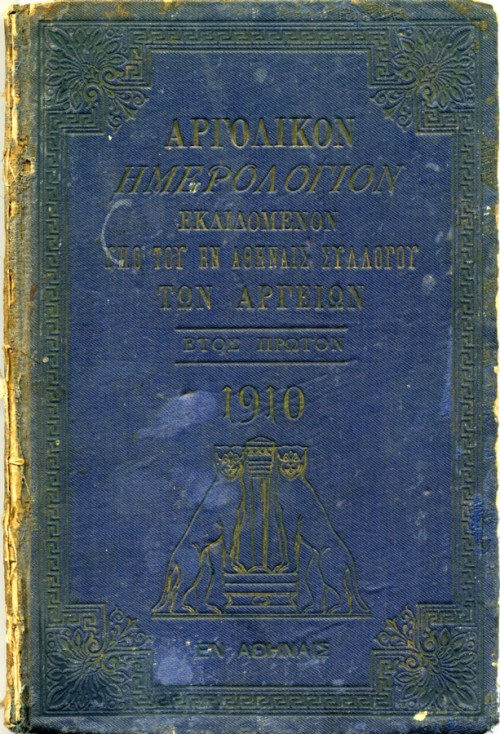 ΑΡΓΟΛΙΚΟΝ
ΗΜΕΡΟΛΟΓΙΟΝ
ΕΚΔΙΔΟΜΕΝΟΝ
ΥΠΟ ΤΟΥ ΕΝ ΑΘΗΝΑΙΣ ΣΥΛΛΟΓΟΥ
ΤΩΝ ΑΡΓΕΙΩΝ
ΕΤΟΣ ΠΡΩΤΟΝ
1910
ΕΝ ΑΘΗΝΑΙΣ